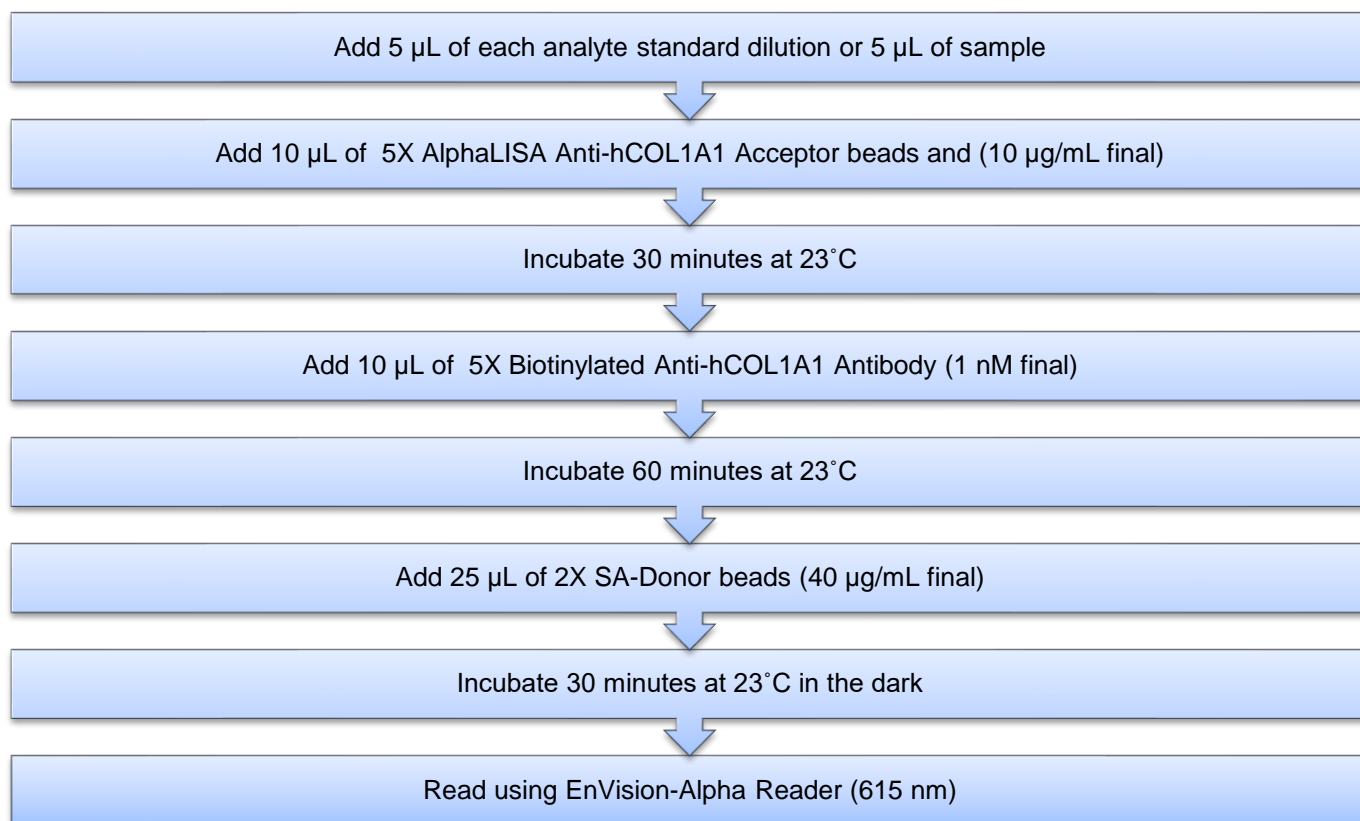 Add 5 µL of each analyte standard dilution or 5 µL of sample
Add 10 µL of 5X AlphaLISA Anti-hCOL1A1 Acceptor beads and (10 µg/mL final)
Incubate 30 minutes at 23˚C
Add 10 µL of 5X Biotinylated Anti-hCOL1A1 Antibody (1 nM final)
Incubate 60 minutes at 23˚C
Add 25 µL of 2X SA-Donor beads (40 µg/mL final)
Incubate 30 minutes at 23˚C in the dark
Read using EnVision-Alpha Reader (615 nm)